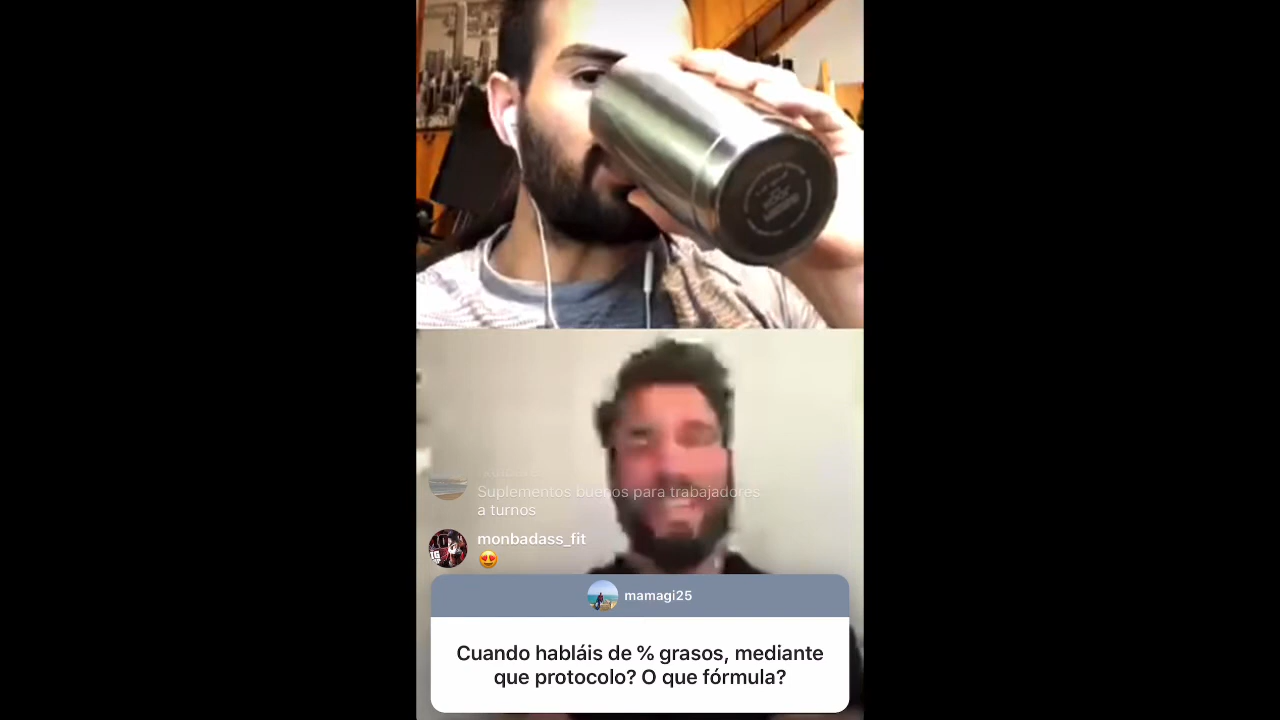 Suplementos buenos para trabajadores
a turnos
monbadass_fit
mamagi25
Cuando habláis de % grasos, mediante
que protocolo? O que fórmula?